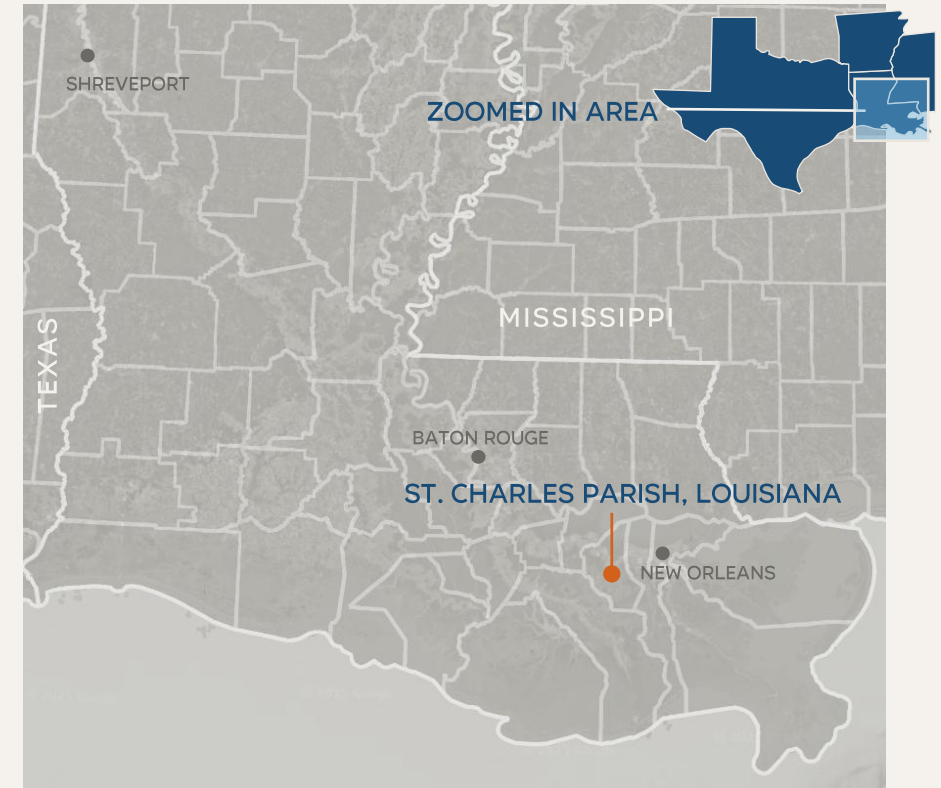 SHREVEPORT
ZOOMED IN AREA
MISSISSIPPI
TEXAS
BATON ROUGE
ST. CHARLES PARISH, LOUISIANA
NEW ORLEANS